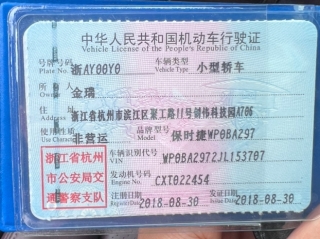 中华人民共和国机动车行驶证
Vehicle License of the People's Republic of China
号牌号码 浙AY00Y0 车辆类型 小型轿车
Plate No. Vehicle Type
所有人 金瑞
Owner
住址 浙江省杭州市滨江区聚工路11号创伟科技园A706
Address
使用性质 非营运 品牌型号 保时捷WP0BA297
Use Character Model
浙江省杭州
市公安局交
通警察支队
车辆识别代号 WP0BA2972JL153707
VIN
发动机号码 CXT022454
Engine No.
注册日期 2018-08-30 发证日期 2018-08-30
Register Date Issue Date